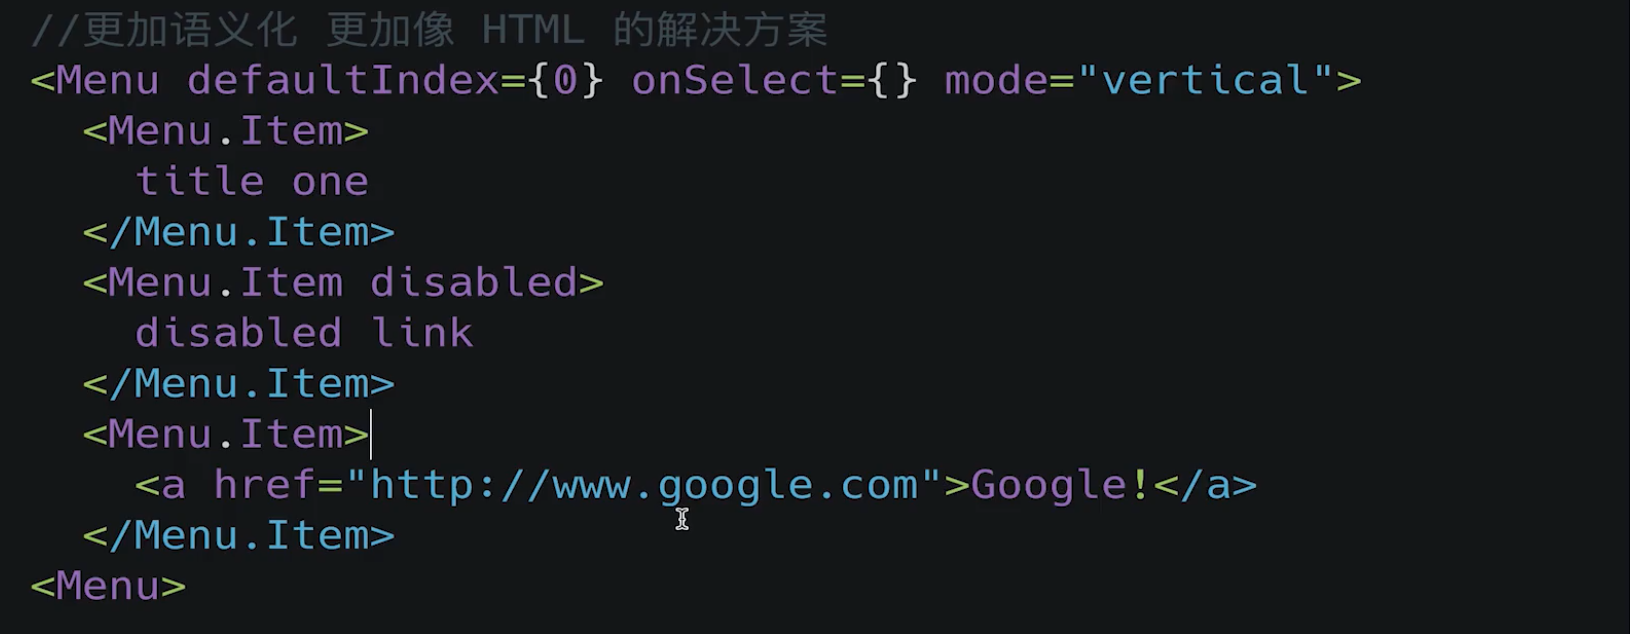 //更加语义化 更加像 HTML 的解决方案
<Menu defaultIndex={0} onSelect={} mode="vertical">
  <Menu.Item>
    title one
  </Menu.Item>
  <Menu.Item disabled>
    disabled link
  </Menu.Item>
  <Menu.Item>
    <a href="http://www.google.com">Google!</a>
  </Menu.Item>
<Menu>